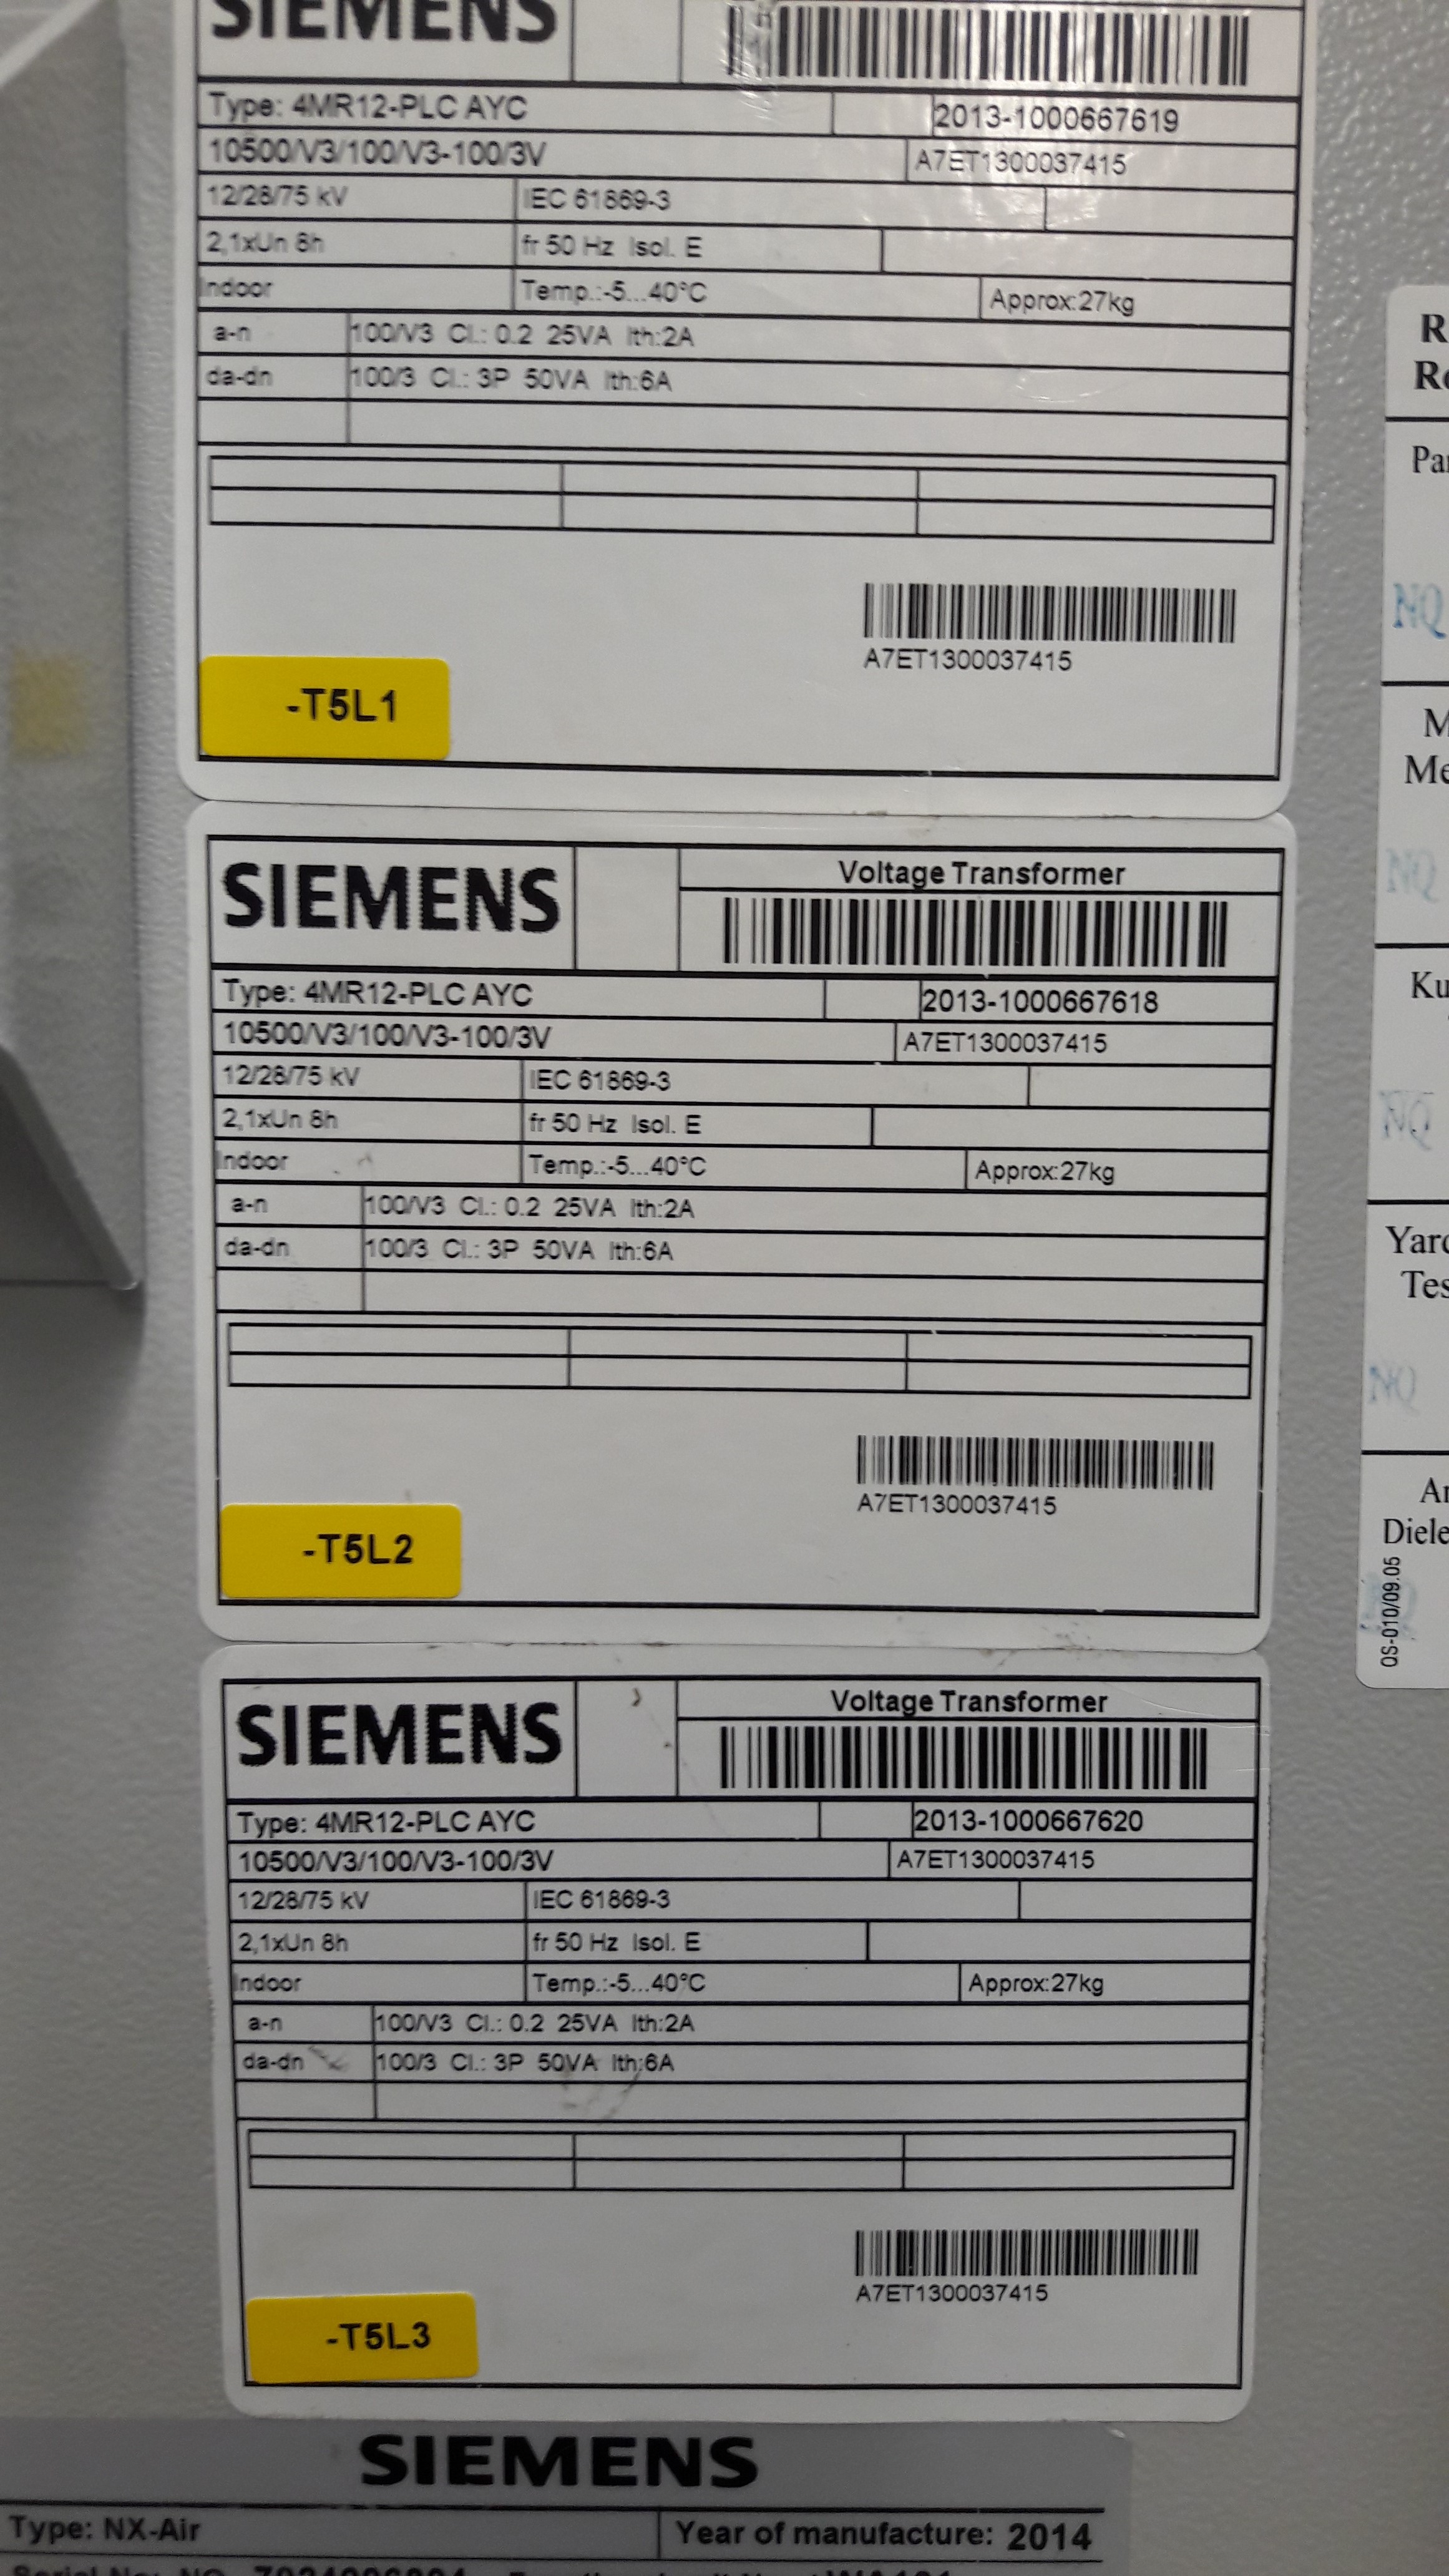 SIEMENS
Type: 4MR12-PLC AYC 2013-1000667619
10500/V3/100/V3-100/3V A7ET1300037415
12/28/75 kV IEC 61869-3
2,1xUn 8h fr 50 Hz Isol. E
Indoor Temp.:-5...40°C Approx:27kg
a-n 100/V3 Cl.: 0.2 25VA Ith:2A
da-dn 100/3 Cl.: 3P 50VA Ith:6A
A7ET1300037415
-T5L1
SIEMENS Voltage Transformer
Type: 4MR12-PLC AYC 2013-1000667618
10500/V3/100/V3-100/3V A7ET1300037415
12/28/75 kV IEC 61869-3
2,1xUn 8h fr 50 Hz Isol. E
Indoor Temp.:-5...40°C Approx:27kg
a-n 100/V3 Cl.: 0.2 25VA Ith:2A
da-dn 100/3 Cl.: 3P 50VA Ith:6A
A7ET1300037415
-T5L2
SIEMENS Voltage Transformer
Type: 4MR12-PLC AYC 2013-1000667620
10500/V3/100/V3-100/3V A7ET1300037415
12/28/75 kV IEC 61869-3
2,1xUn 8h fr 50 Hz Isol. E
Indoor Temp.:-5...40°C Approx:27kg
a-n 100/V3 Cl.: 0.2 25VA Ith:2A
da-dn 100/3 Cl.: 3P 50VA Ith:6A
A7ET1300037415
-T5L3
SIEMENS
Type: NX-Air Year of manufacture: 2014
NQ
NQ
NQ
NQ
OS-010/09.05